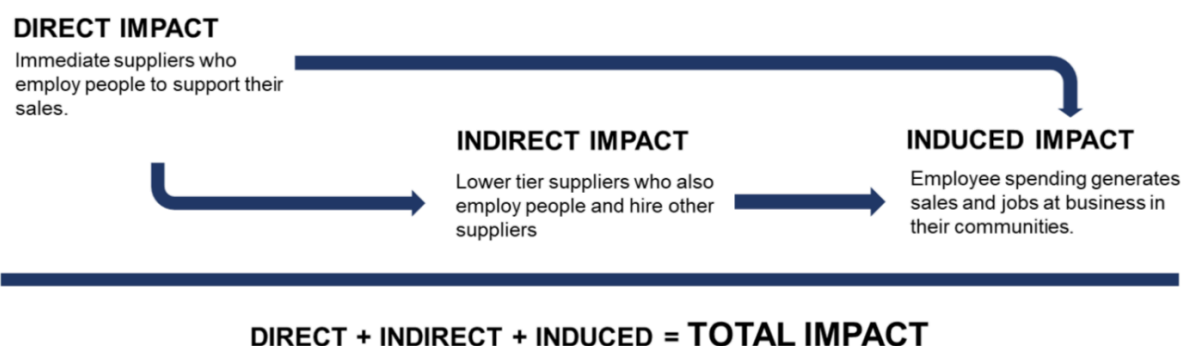 DIRECT IMPACT
Immediate suppliers who
employ people to support their
sales.
INDIRECT IMPACT
Lower tier suppliers who also
employ people and hire other
suppliers
INDUCED IMPACT
Employee spending generates
sales and jobs at business in
their communities.
DIRECT + INDIRECT + INDUCED = TOTAL IMPACT